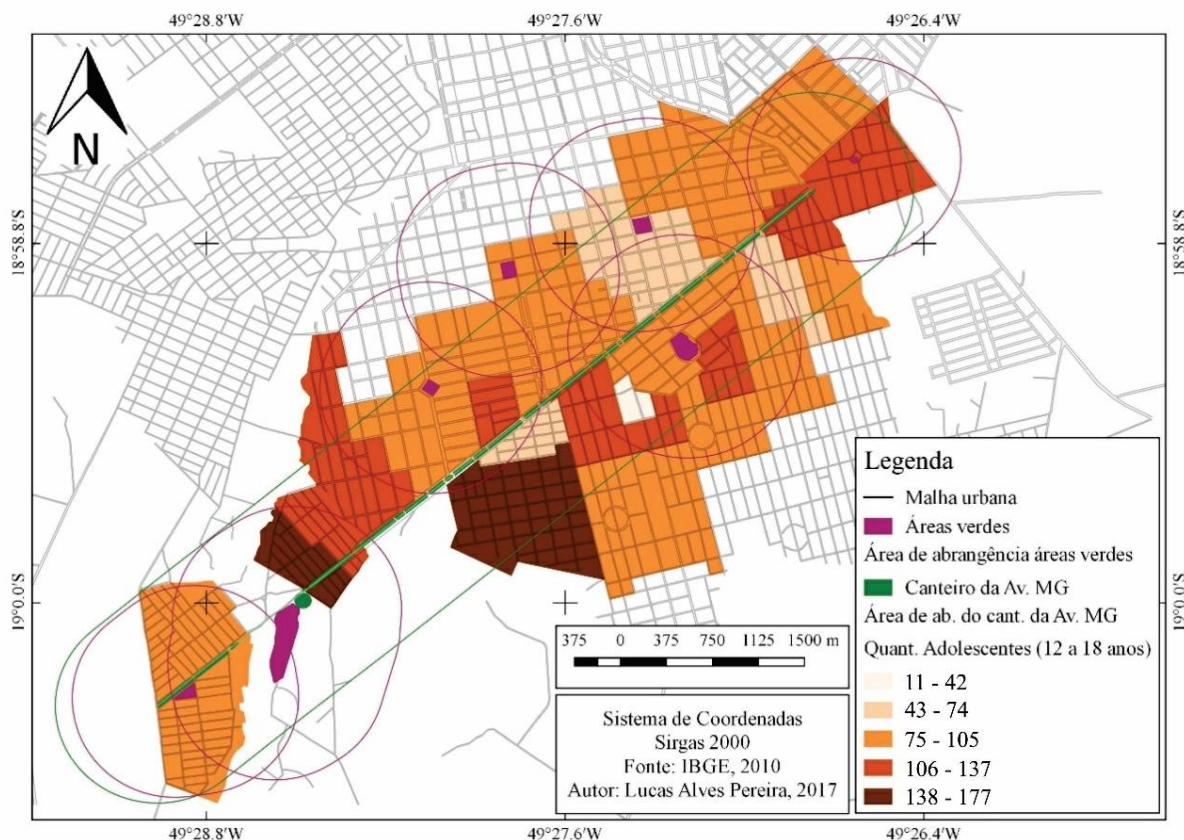 49°28.8'W
49°27.6'W
49°26.4'W
N
18°58.8'S
18°58.8'S
19°0.0'S
19°0.0'S
Legenda
Malha urbana
Áreas verdes
Área de abrangência áreas verdes
Canteiro da Av. MG
Área de ab. do cant. da Av. MG
Quant. Adolescentes (12 a 18 anos)
11 - 42
43 - 74
75 - 105
106 - 137
138 - 177
375 0 375 750 1125 1500 m
Sistema de Coordenadas
Sirgas 2000
Fonte: IBGE, 2010
Autor: Lucas Alves Pereira, 2017
49°28.8'W
49°27.6'W
49°26.4'W